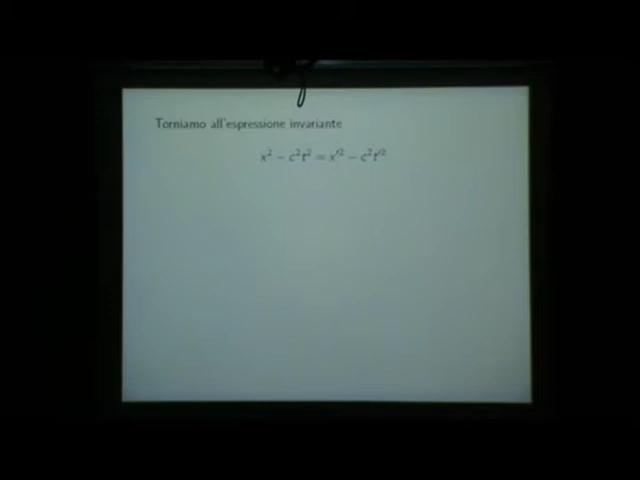 Torniamo all'espressione invariante
x² − c²t² = x′² − c²t′²